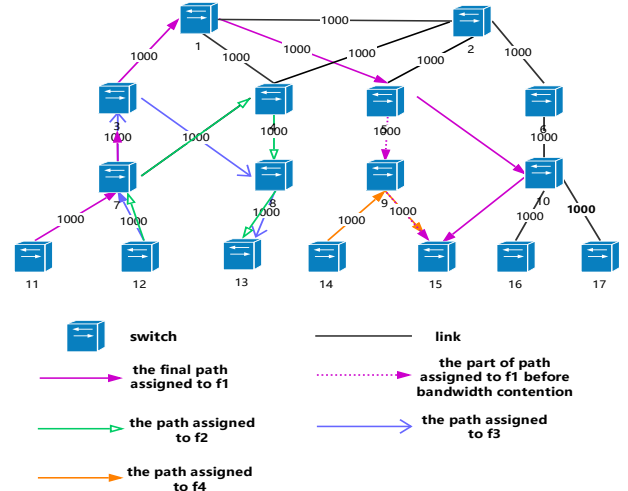 1000
1
2
1000
1000
1000
1000
1000
1000
3
4
5
6
1000
1000
1000
1000
1000
7
8
9
10
1000
1000
1000
1000
1000
1000
1000
11
12
13
14
15
16
17
switch
link
the final path
assigned to f1
the part of path
assigned to f1 before
bandwidth contention
the path assigned
to f2
the path assigned
to f3
the path assigned
to f4